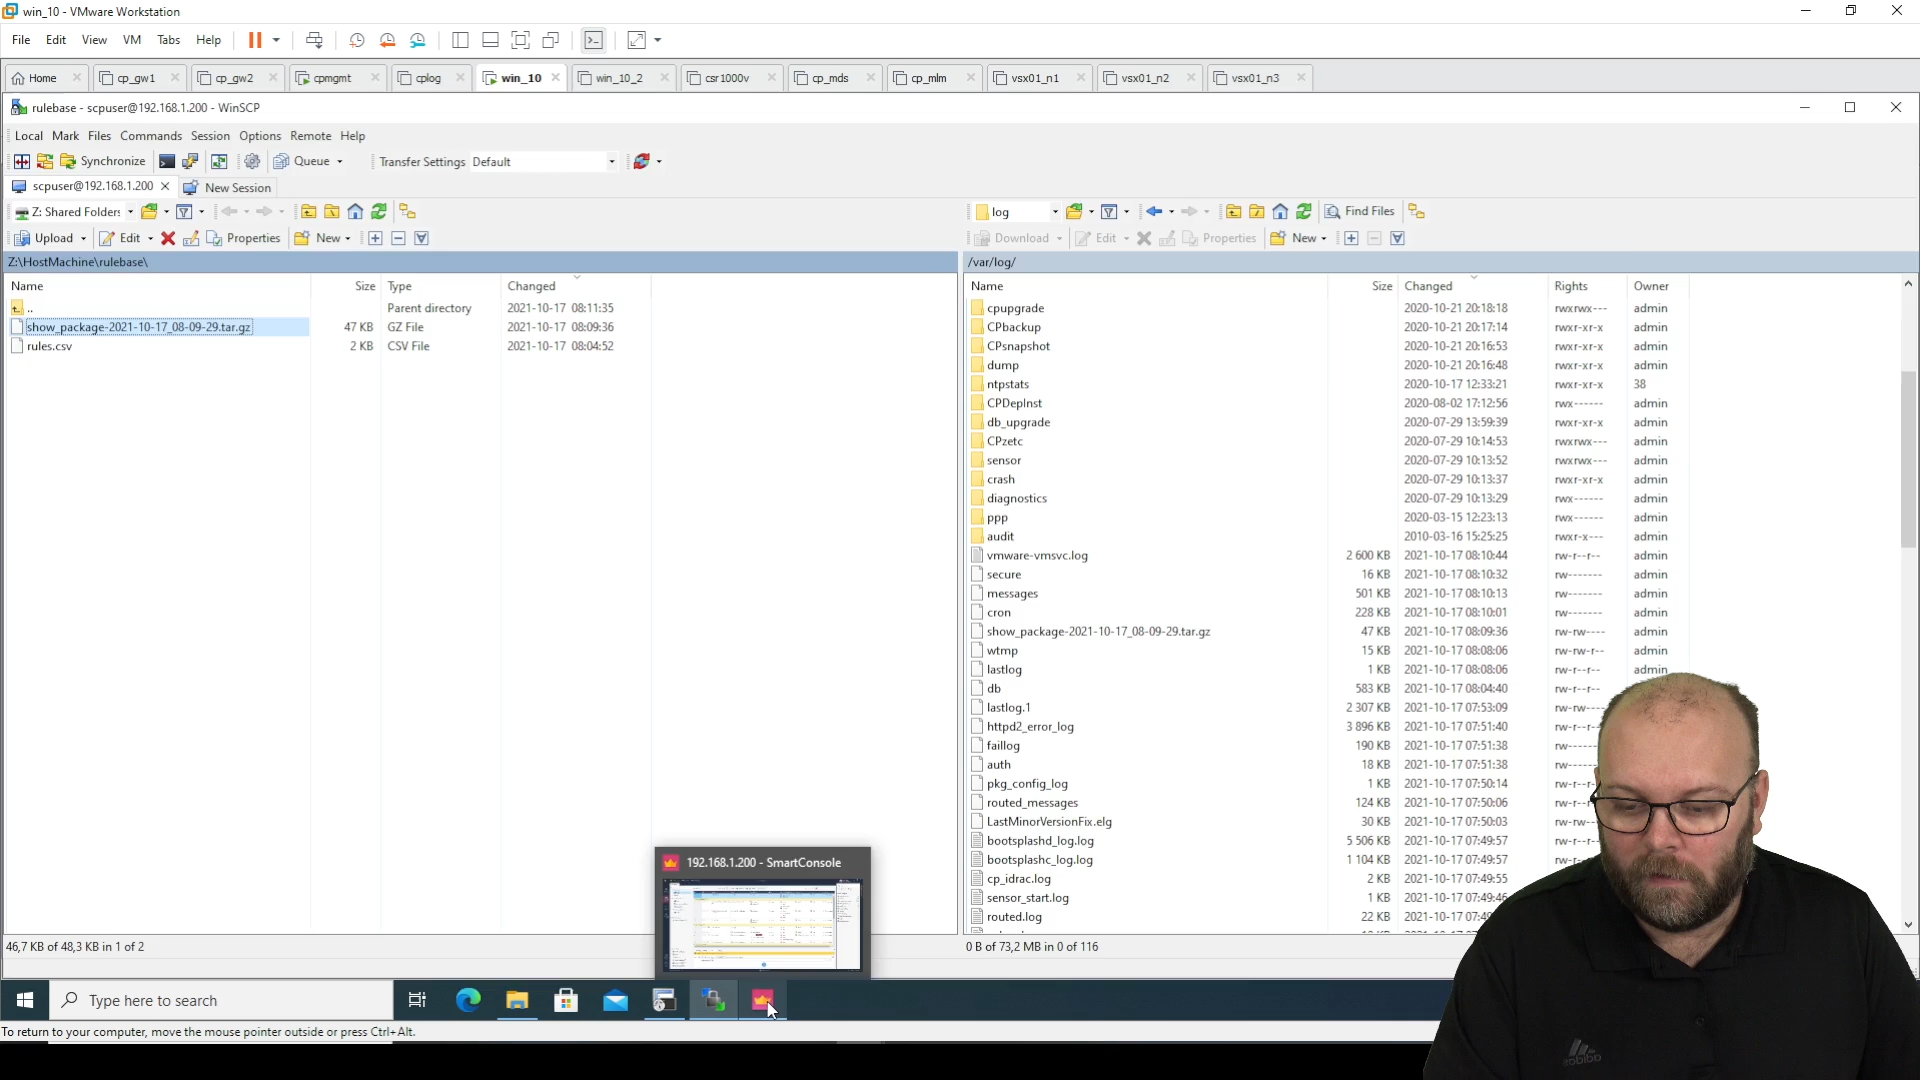 win_10 - VMware Workstation
File Edit View VM Tabs Help
Home cp_gw1 cp_gw2 cpmgmt cplog win_10 win_10_2 csr1000v cp_mds cp_mlm vsx01_n1 vsx01_n2 vsx01_n3
rulebase - scpuser@192.168.1.200 - WinSCP
Local Mark Files Commands Session Options Remote Help
Synchronize Queue Transfer Settings Default
scpuser@192.168.1.200 New Session
Z: Shared Folders log Find Files
Upload Edit Properties New Download Edit Properties New
Z:\HostMachine\rulebase\ /var/log/
Name Size Type Changed
.. Parent directory 2021-10-17 08:11:35
show_package-2021-10-17_08-09-29.tar.gz 47 KB GZ File 2021-10-17 08:09:36
rules.csv 2 KB CSV File 2021-10-17 08:04:52
Name Size Changed Rights Owner
cpupgrade 2020-10-21 20:18:18 rwxrwx--- admin
CPbackup 2020-10-21 20:17:14 rwxr-xr-x admin
CPsnapshot 2020-10-21 20:16:53 rwxr-xr-x admin
dump 2020-10-21 20:16:48 rwxr-xr-x admin
ntpstats 2020-10-17 12:33:21 rwxr-xr-x 38
CPDepInst 2020-08-02 17:12:56 rwx------ admin
db_upgrade 2020-07-29 13:59:39 rwxr-xr-x admin
CPzetc 2020-07-29 10:14:53 rwxrwx--- admin
sensor 2020-07-29 10:13:52 rwxrwx--- admin
crash 2020-07-29 10:13:37 rwxr-xr-x admin
diagnostics 2020-07-29 10:13:29 rwx------ admin
ppp 2020-03-15 12:23:13 rwx------ admin
audit 2010-03-16 15:25:25 rwxr-x--- admin
vmware-vmsvc.log 2 600 KB 2021-10-17 08:10:44 rw-r--r-- admin
secure 16 KB 2021-10-17 08:10:32 rw------- admin
messages 501 KB 2021-10-17 08:10:13 rw------- admin
cron 228 KB 2021-10-17 08:10:01 rw------- admin
show_package-2021-10-17_08-09-29.tar.gz 47 KB 2021-10-17 08:09:36 rw-rw---- admin
wtmp 15 KB 2021-10-17 08:08:06 rw-rw-r-- admin
lastlog 1 KB 2021-10-17 08:08:06 rw-r--r-- admin
db 583 KB 2021-10-17 08:04:40 rw-r--r--
lastlog.1 2 307 KB 2021-10-17 07:53:09 rw-rw----
httpd2_error_log 3 896 KB 2021-10-17 07:51:40 rw-r--r-
faillog 190 KB 2021-10-17 07:51:38 rw-----
auth 18 KB 2021-10-17 07:51:38 rw-----
pkg_config_log 1 KB 2021-10-17 07:50:14 rw-r--r-
routed_messages 124 KB 2021-10-17 07:50:06 rw-r--r
LastMinorVersionFix.elg 30 KB 2021-10-17 07:50:03 rw-rw-
bootsplashd_log.log 5 506 KB 2021-10-17 07:49:57 rw-r--r
bootsplashc_log.log 1 104 KB 2021-10-17 07:49:57 rw-r-
cp_idrac.log 2 KB 2021-10-17 07:49:55
sensor_start.log 1 KB 2021-10-17 07:49:46
routed.log 22 KB 2021-10-17 07:49
192.168.1.200 - SmartConsole
46,7 KB of 48,3 KB in 1 of 2 0 B of 73,2 MB in 0 of 116
Type here to search
To return to your computer, move the mouse pointer outside or press Ctrl+Alt.
adidas